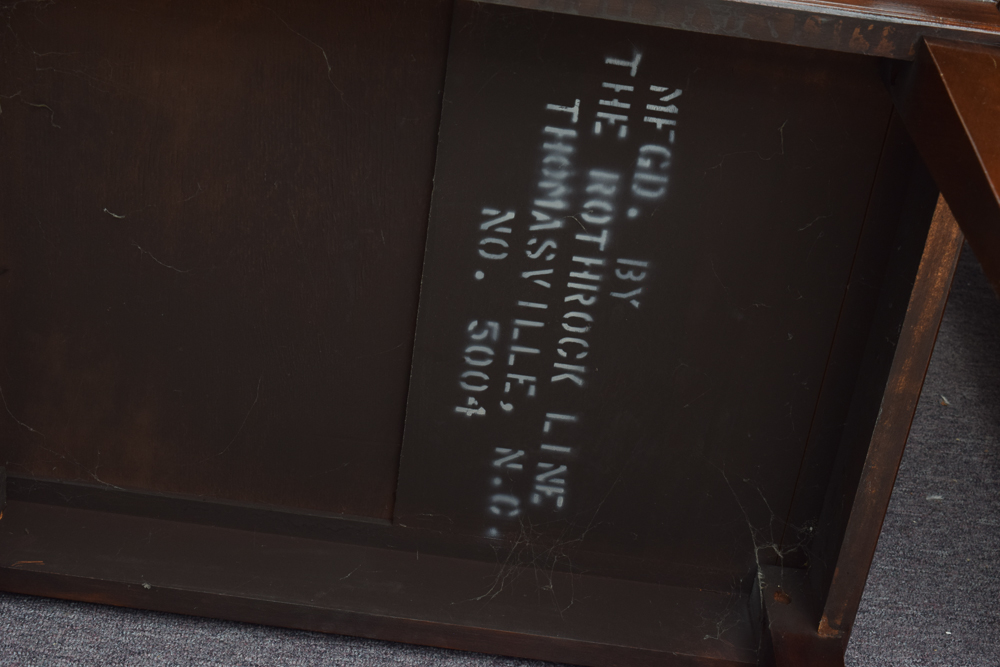 MFGD. BY
THE ROTHROCK LINE
THOMASVILLE, N.C.
NO. 5004